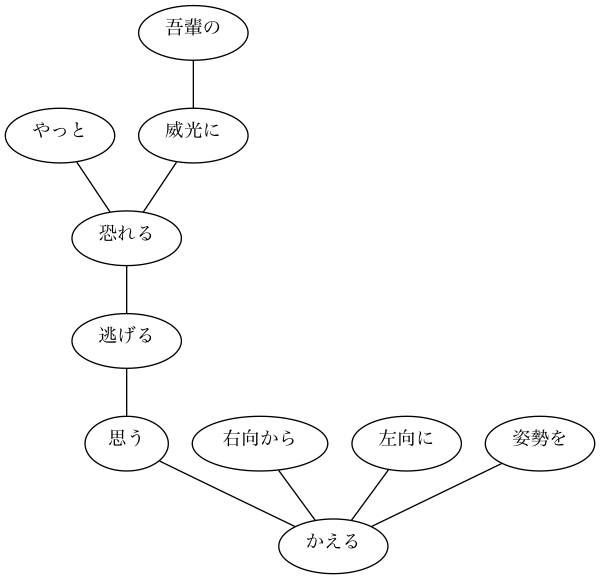 吾輩の
やっと
威光に
恐れる
逃げる
思う
右向から
左向に
姿勢を
かえる